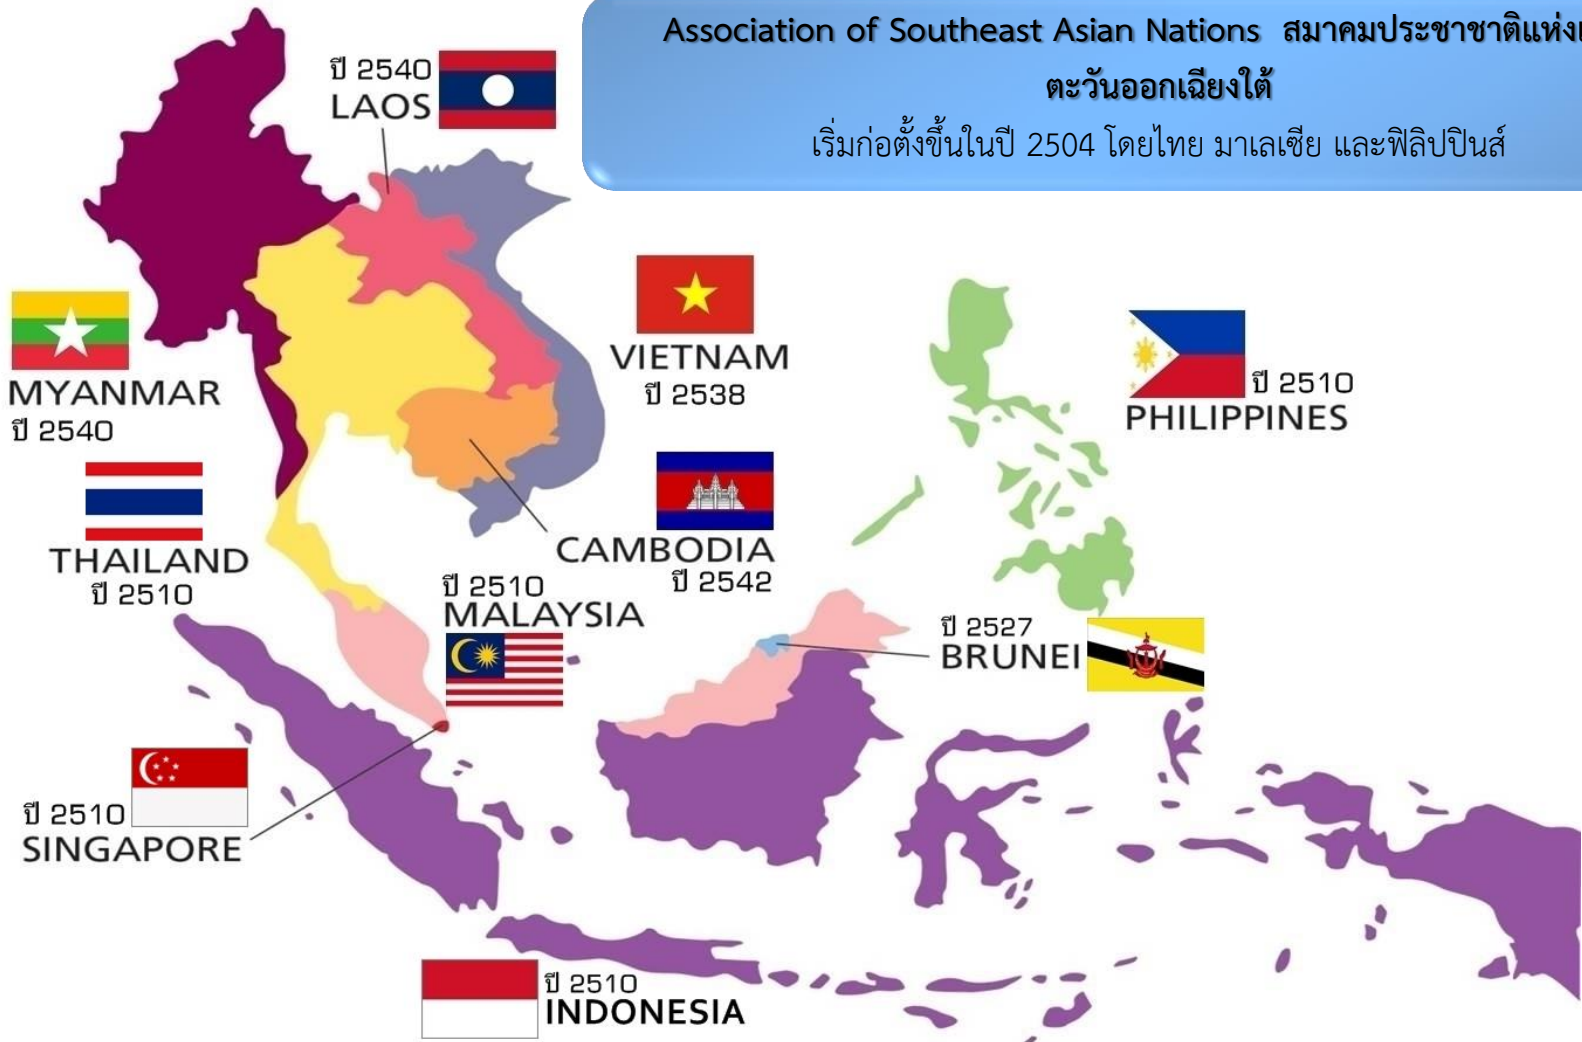 Association of Southeast Asian Nations สมาคมประชาชาติแห่ง
ตะวันออกเฉียงใต้
เริ่มก่อตั้งขึ้นในปี 2504 โดยไทย มาเลเซีย และฟิลิปปินส์
ปี 2540
LAOS
VIETNAM
ปี 2538
MYANMAR
ปี 2540
ปี 2510
PHILIPPINES
THAILAND
ปี 2510
CAMBODIA
ปี 2542
ปี 2510
MALAYSIA
ปี 2527
BRUNEI
ปี 2510
SINGAPORE
ปี 2510
INDONESIA